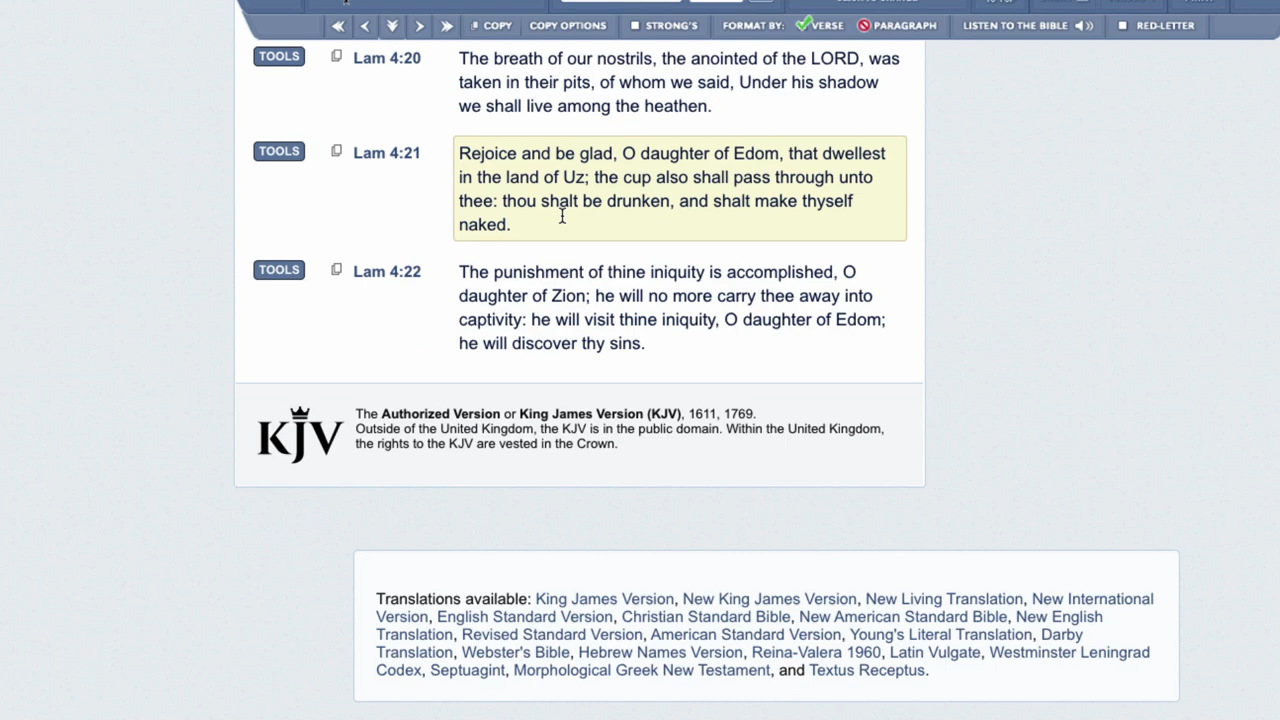 COPY COPY OPTIONS STRONG'S FORMAT BY: VERSE PARAGRAPH LISTEN TO THE BIBLE RED-LETTER
TOOLS Lam 4:20 The breath of our nostrils, the anointed of the LORD, was
taken in their pits, of whom we said, Under his shadow
we shall live among the heathen.
TOOLS Lam 4:21 Rejoice and be glad, O daughter of Edom, that dwellest
in the land of Uz; the cup also shall pass through unto
thee: thou shalt be drunken, and shalt make thyself
naked.
TOOLS Lam 4:22 The punishment of thine iniquity is accomplished, O
daughter of Zion; he will no more carry thee away into
captivity: he will visit thine iniquity, O daughter of Edom;
he will discover thy sins.
KJV
The Authorized Version or King James Version (KJV), 1611, 1769.
Outside of the United Kingdom, the KJV is in the public domain. Within the United Kingdom,
the rights to the KJV are vested in the Crown.
Translations available: King James Version, New King James Version, New Living Translation, New International
Version, English Standard Version, Christian Standard Bible, New American Standard Bible, New English
Translation, Revised Standard Version, American Standard Version, Young's Literal Translation, Darby
Translation, Webster's Bible, Hebrew Names Version, Reina-Valera 1960, Latin Vulgate, Westminster Leningrad
Codex, Septuagint, Morphological Greek New Testament, and Textus Receptus.